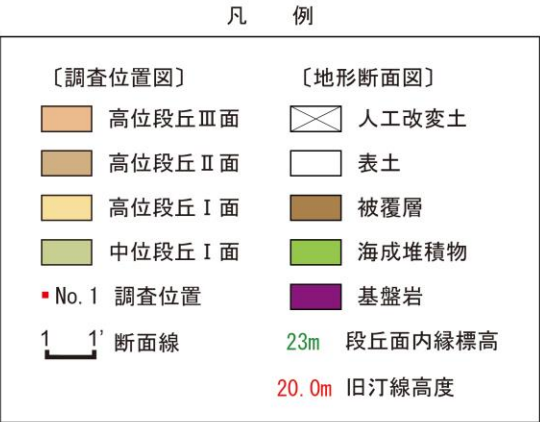 凡 例
〔調査位置図〕
高位段丘Ⅲ面
高位段丘Ⅱ面
高位段丘Ⅰ面
中位段丘Ⅰ面
No. 1 調査位置
1 1' 断面線
〔地形断面図〕
人工改変土
表土
被覆層
海成堆積物
基盤岩
23m 段丘面内縁標高
20.0m 旧汀線高度